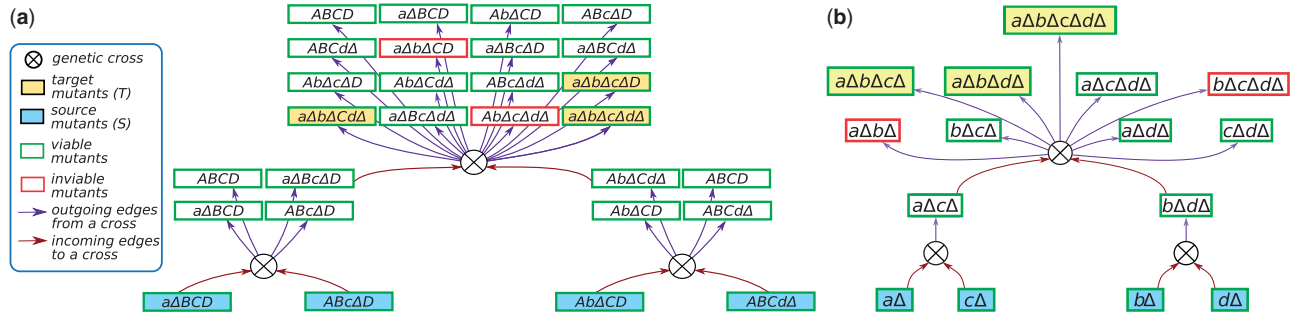 (a)
genetic cross
target
mutants (T)
source
mutants (S)
viable
mutants
inviable
mutants
outgoing edges
from a cross
incoming edges
to a cross
ABCD aΔBCD AbΔCD ABcΔD
ABCdΔ aΔbΔCD aΔBcΔD aΔBCdΔ
AbΔcΔD AbΔCdΔ ABcΔdΔ aΔbΔcΔD
aΔbΔCdΔ aΔBcΔdΔ AbΔcΔdΔ aΔbΔcΔdΔ
ABCD aΔBcΔD AbΔCdΔ ABCD
aΔBCD ABcΔD AbΔCD ABCdΔ
aΔBCD ABcΔD AbΔCD ABCdΔ
(b)
aΔbΔcΔdΔ
aΔbΔcΔ aΔbΔdΔ aΔcΔdΔ bΔcΔdΔ
aΔbΔ bΔcΔ aΔdΔ cΔdΔ
aΔcΔ bΔdΔ
aΔ cΔ bΔ dΔ